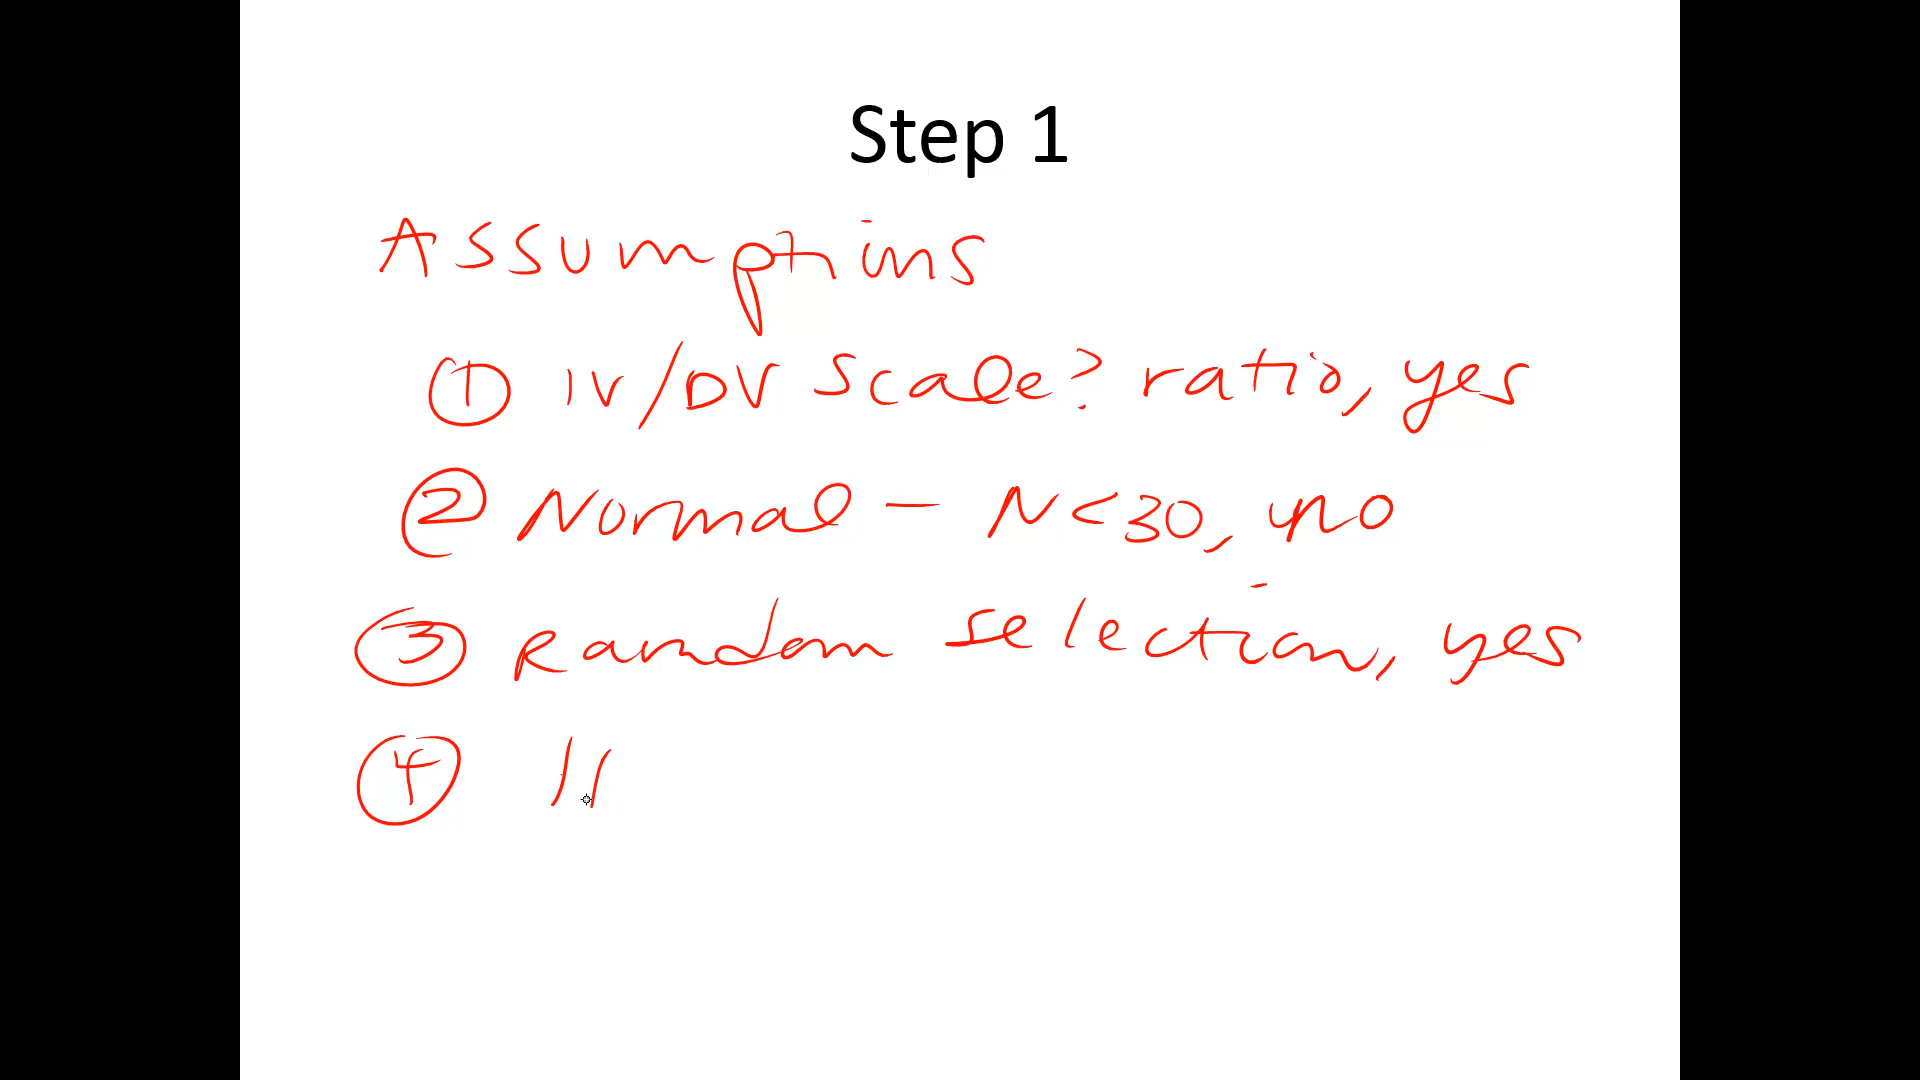 Step 1
Assumptions
① IV/DV scale? ratio, yes
② Normal – N<30, no
③ Random selection, yes
④